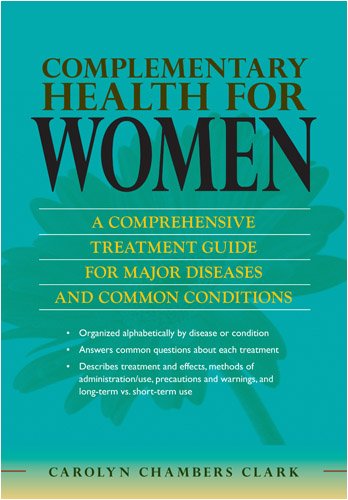 COMPLEMENTARY
HEALTH FOR
WOMEN
A COMPREHENSIVE
TREATMENT GUIDE
FOR MAJOR DISEASES
AND COMMON CONDITIONS
• Organized alphabetically by disease or condition
• Answers common questions about each treatment
• Describes treatment and effects, methods of
administration/use, precautions and warnings, and
long-term vs. short-term use
CAROLYN CHAMBERS CLARK